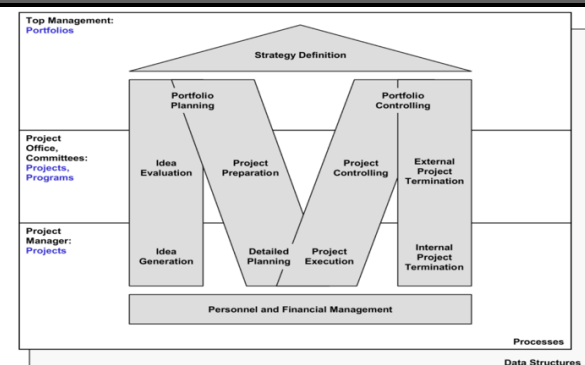 Top Management:
Portfolios
Strategy Definition
Portfolio
Planning
Portfolio
Controlling
Project
Office,
Committees:
Projects,
Programs
Idea
Evaluation
Project
Preparation
Project
Controlling
External
Project
Termination
Project
Manager:
Projects
Idea
Generation
Detailed
Planning
Project
Execution
Internal
Project
Termination
Personnel and Financial Management
Processes
Data Structures